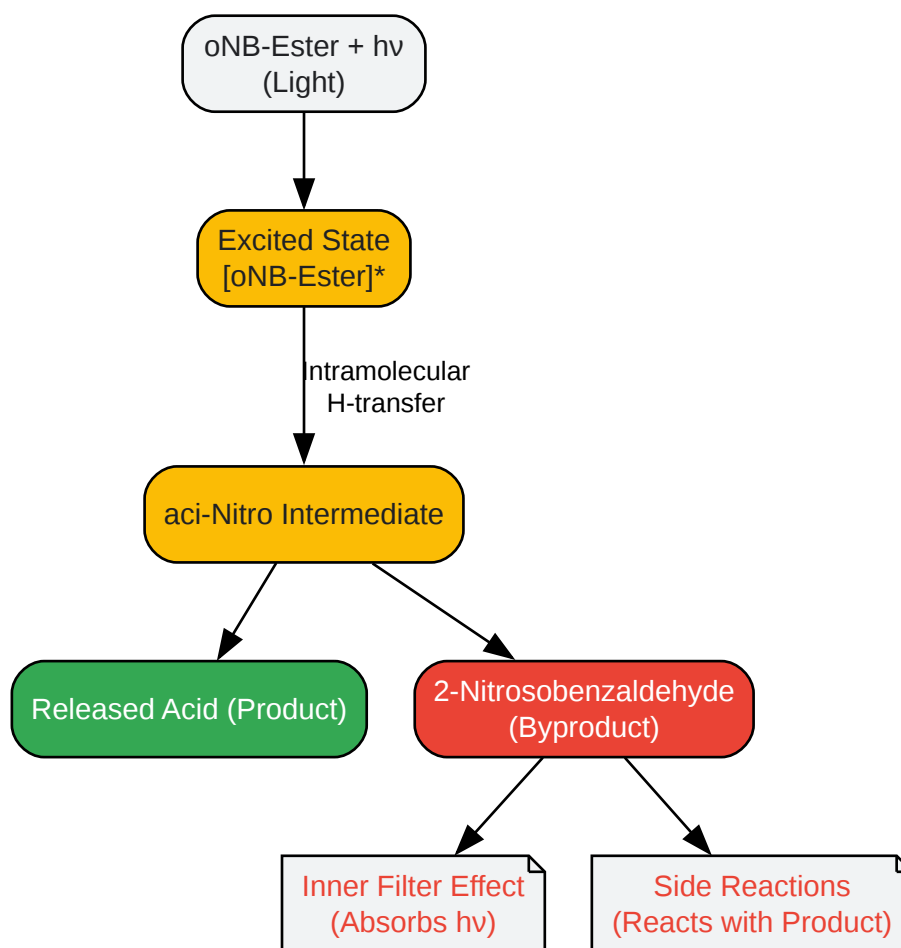 oNB-Ester + hν
(Light)
Excited State
[oNB-Ester]*
Intramolecular
H-transfer
aci-Nitro Intermediate
Released Acid (Product)
2-Nitrosobenzaldehyde
(Byproduct)
Inner Filter Effect
(Absorbs hν)
Side Reactions
(Reacts with Product)